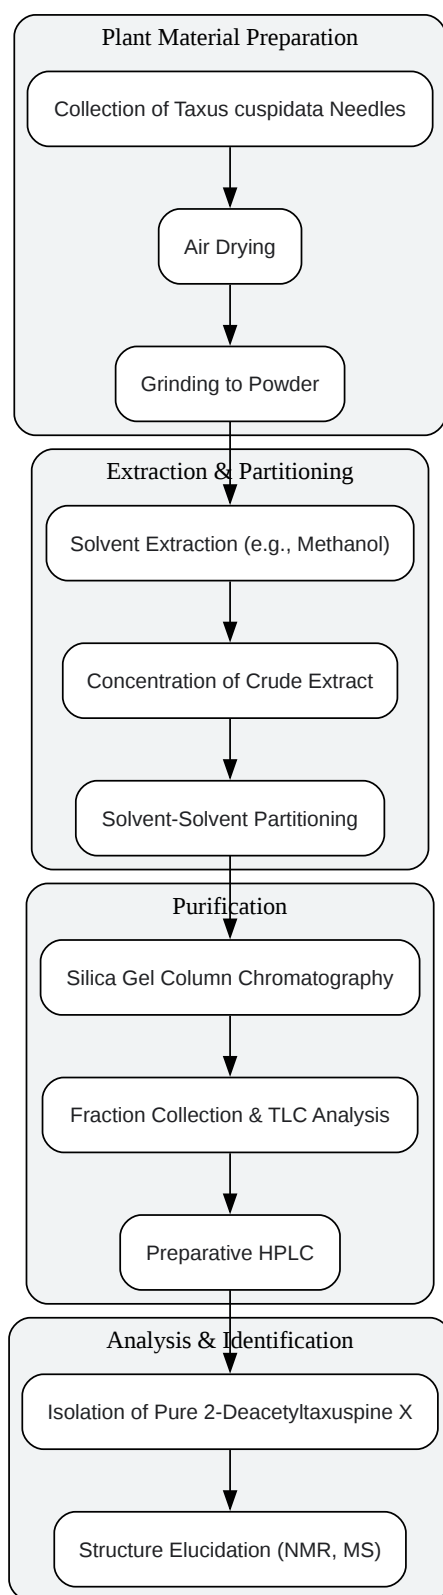 Plant Material Preparation
Collection of Taxus cuspidata Needles
Air Drying
Grinding to Powder
Extraction & Partitioning
Solvent Extraction (e.g., Methanol)
Concentration of Crude Extract
Solvent-Solvent Partitioning
Purification
Silica Gel Column Chromatography
Fraction Collection & TLC Analysis
Preparative HPLC
Analysis & Identification
Isolation of Pure 2-Deacetyltaxuspine X
Structure Elucidation (NMR, MS)